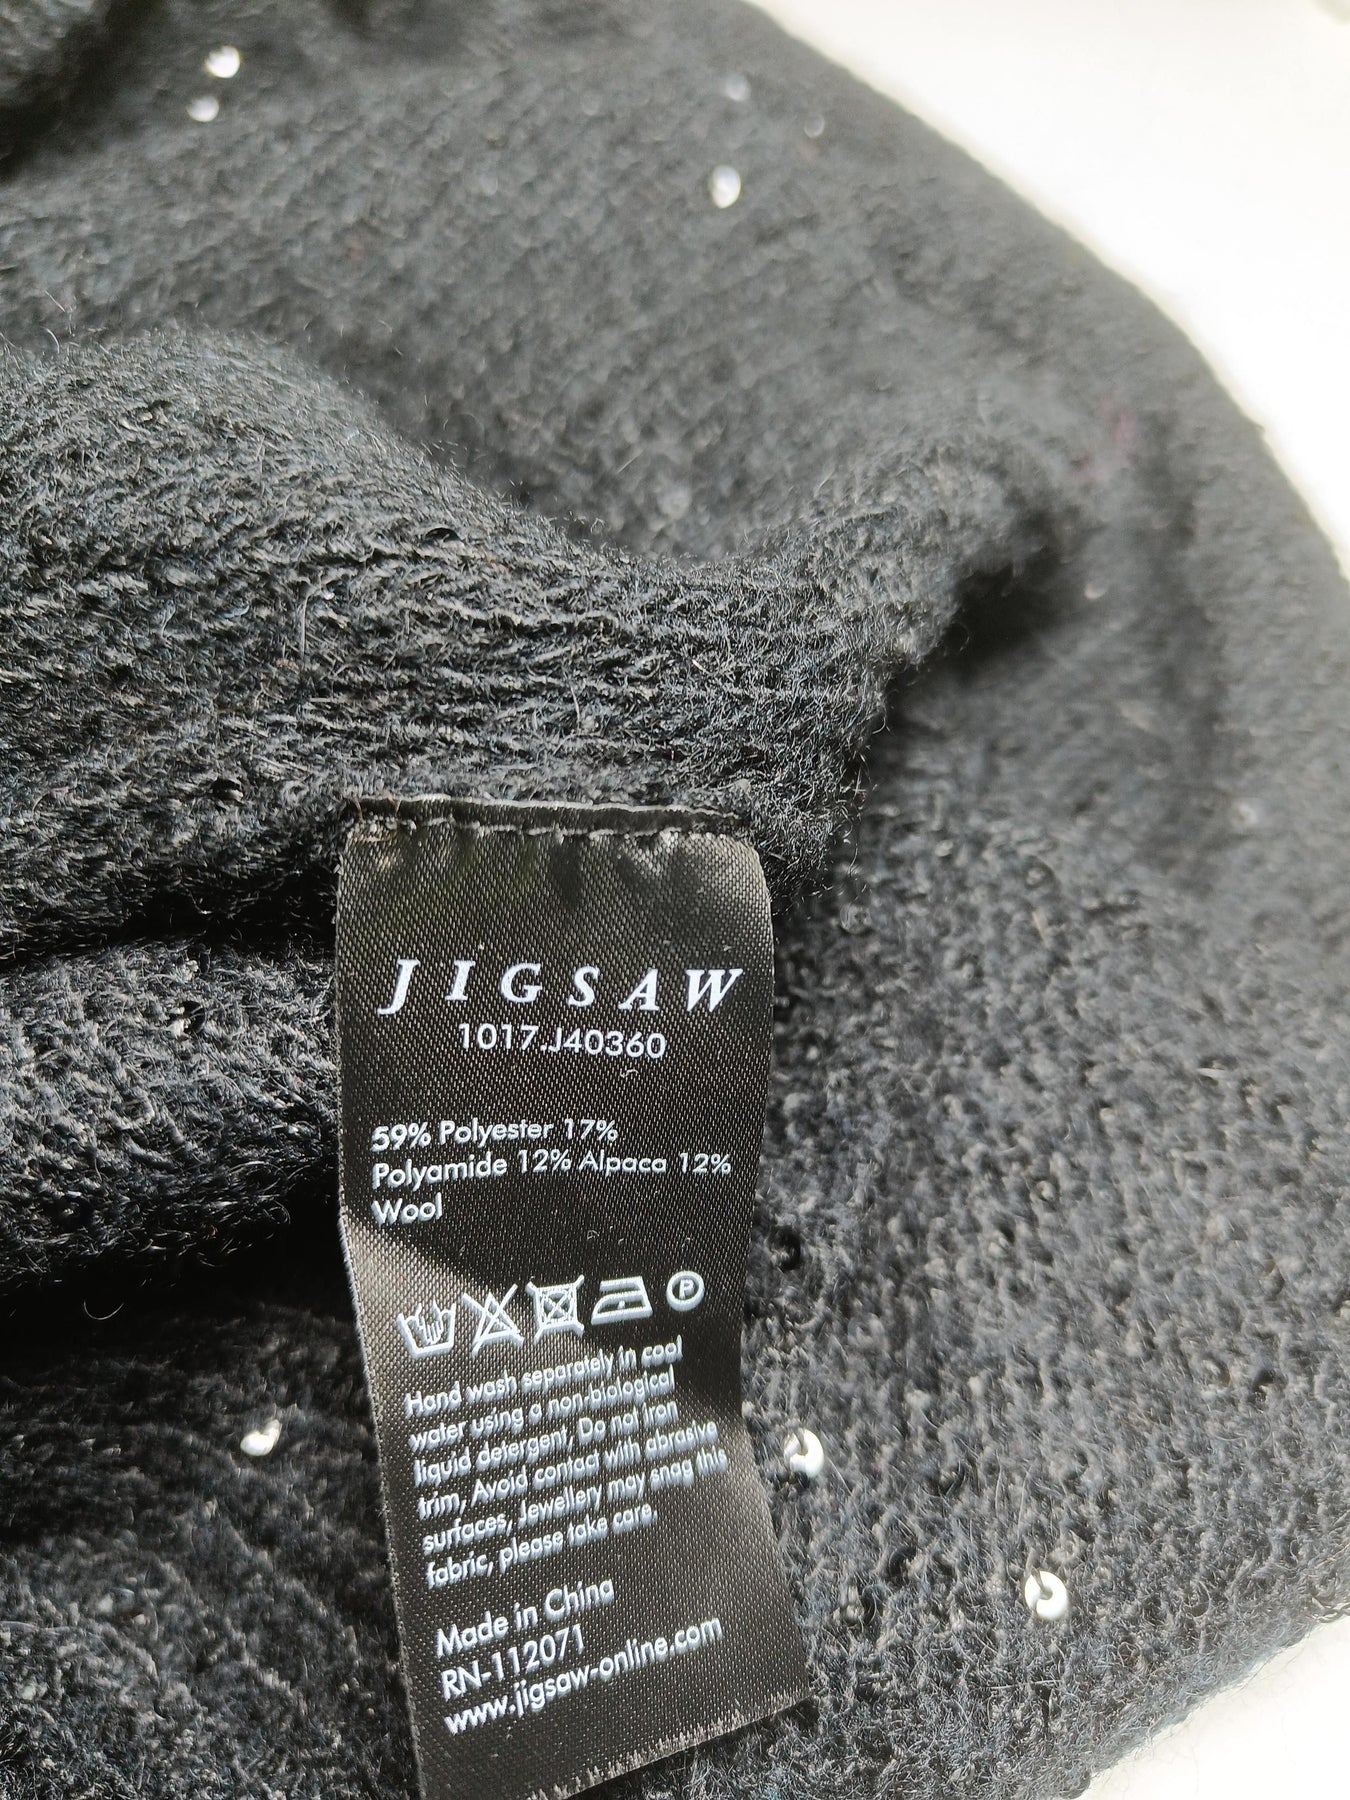 JIGSAW
1017.J40360
59% Polyester 17%
Polyamide 12% Alpaca 12%
Wool
P
Hand wash separately in cool
water using a non-biological
liquid detergent, Do not iron
trim, Avoid contact with abrasive
surfaces, Jewellery may snag this
fabric, please take care.
Made in China
RN-112071
www.jigsaw-online.com